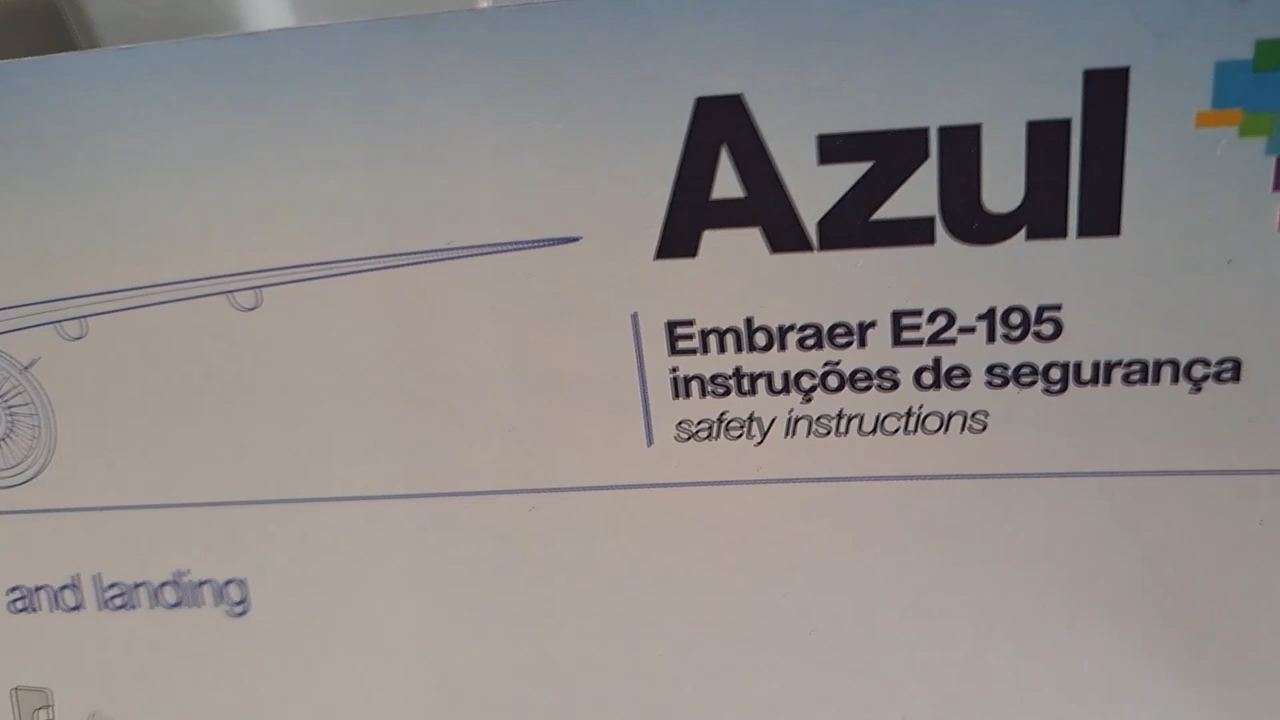 Azul
Embraer E2-195
instruções de segurança
safety instructions
and landing